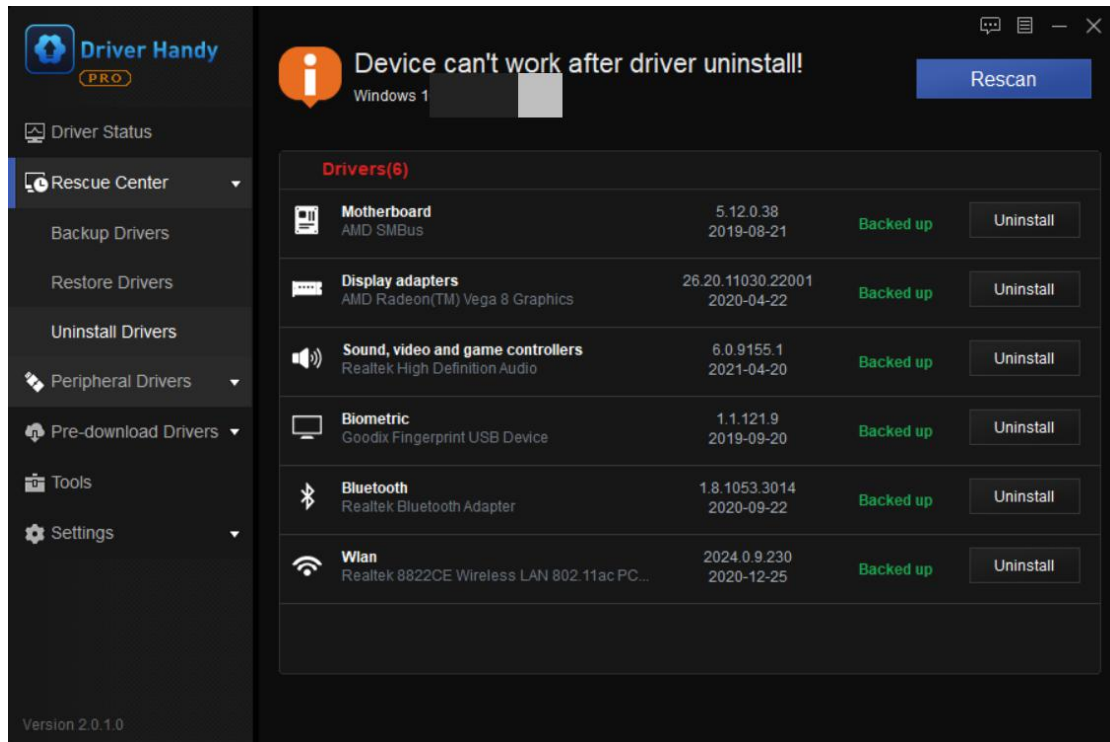 Driver Handy
PRO
Driver Status
Rescue Center
Backup Drivers
Restore Drivers
Uninstall Drivers
Peripheral Drivers
Pre-download Drivers
Tools
Settings
Version 2.0.1.0
Device can't work after driver uninstall!
Windows 1
Rescan
Drivers(6)
Motherboard
AMD SMBus
5.12.0.38
2019-08-21
Backed up
Uninstall
Display adapters
AMD Radeon(TM) Vega 8 Graphics
26.20.11030.22001
2020-04-22
Backed up
Uninstall
Sound, video and game controllers
Realtek High Definition Audio
6.0.9155.1
2021-04-20
Backed up
Uninstall
Biometric
Goodix Fingerprint USB Device
1.1.121.9
2019-09-20
Backed up
Uninstall
Bluetooth
Realtek Bluetooth Adapter
1.8.1053.3014
2020-09-22
Backed up
Uninstall
Wlan
Realtek 8822CE Wireless LAN 802.11ac PC...
2024.0.9.230
2020-12-25
Backed up
Uninstall